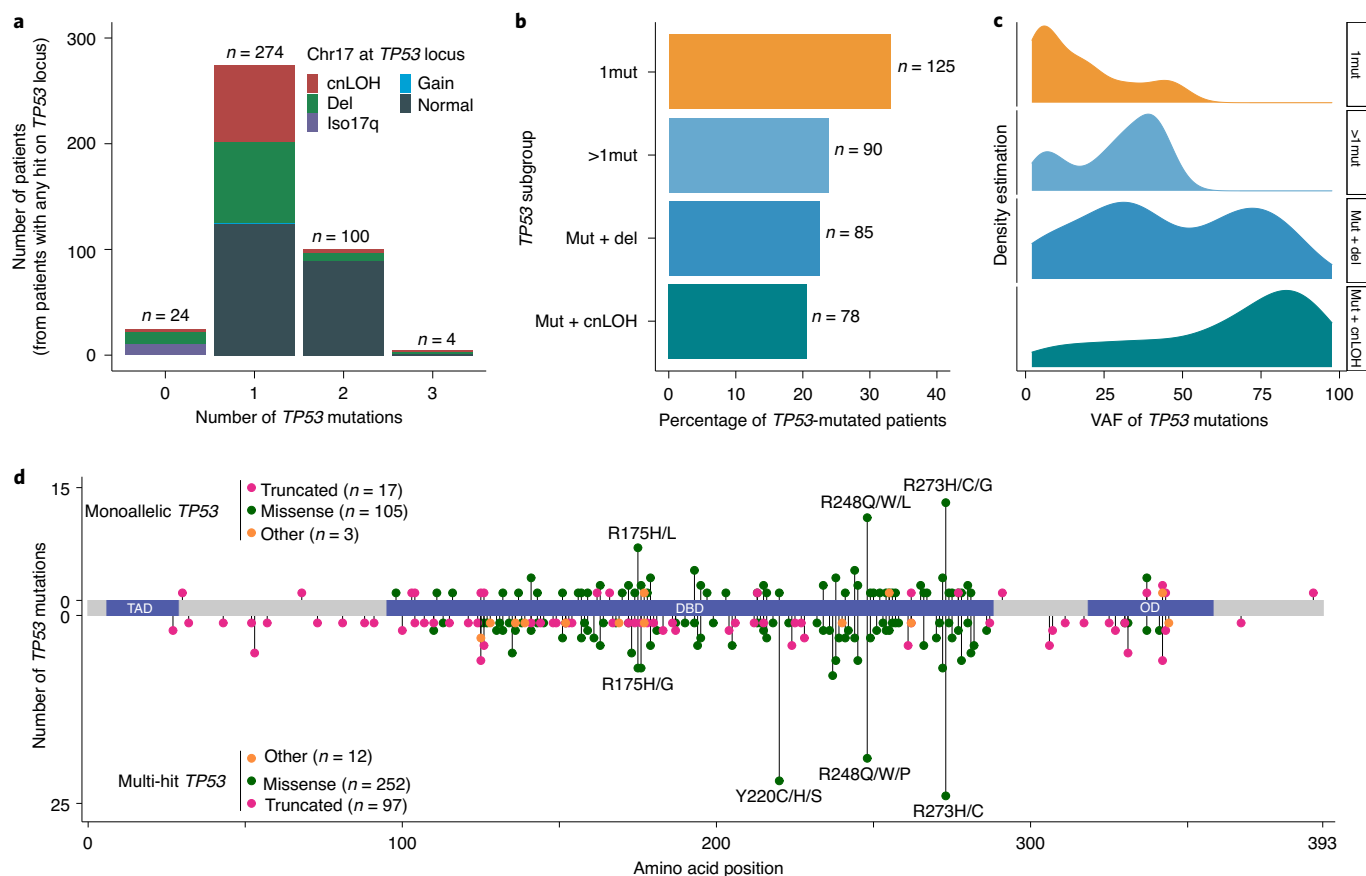 a
Number of patients
(from patients with any hit on TP53 locus)
300
200
100
0
n = 24
n = 274
n = 100
n = 4
Chr17 at TP53 locus
cnLOH
Del
Iso17q
Gain
Normal
0 1 2 3
Number of TP53 mutations
b
TP53 subgroup
1mut
>1mut
Mut + del
Mut + cnLOH
n = 125
n = 90
n = 85
n = 78
0 10 20 30 40
Percentage of TP53-mutated patients
c
Density estimation
1mut
>1mut
Mut + del
Mut + cnLOH
0 25 50 75 100
VAF of TP53 mutations
d
Number of TP53 mutations
15
0
0
25
Monoallelic TP53
Truncated (n = 17)
Missense (n = 105)
Other (n = 3)
R175H/L
R248Q/W/L
R273H/C/G
TAD
DBD
OD
R175H/G
Y220C/H/S
R248Q/W/P
R273H/C
Multi-hit TP53
Other (n = 12)
Missense (n = 252)
Truncated (n = 97)
0 100 200 300 393
Amino acid position